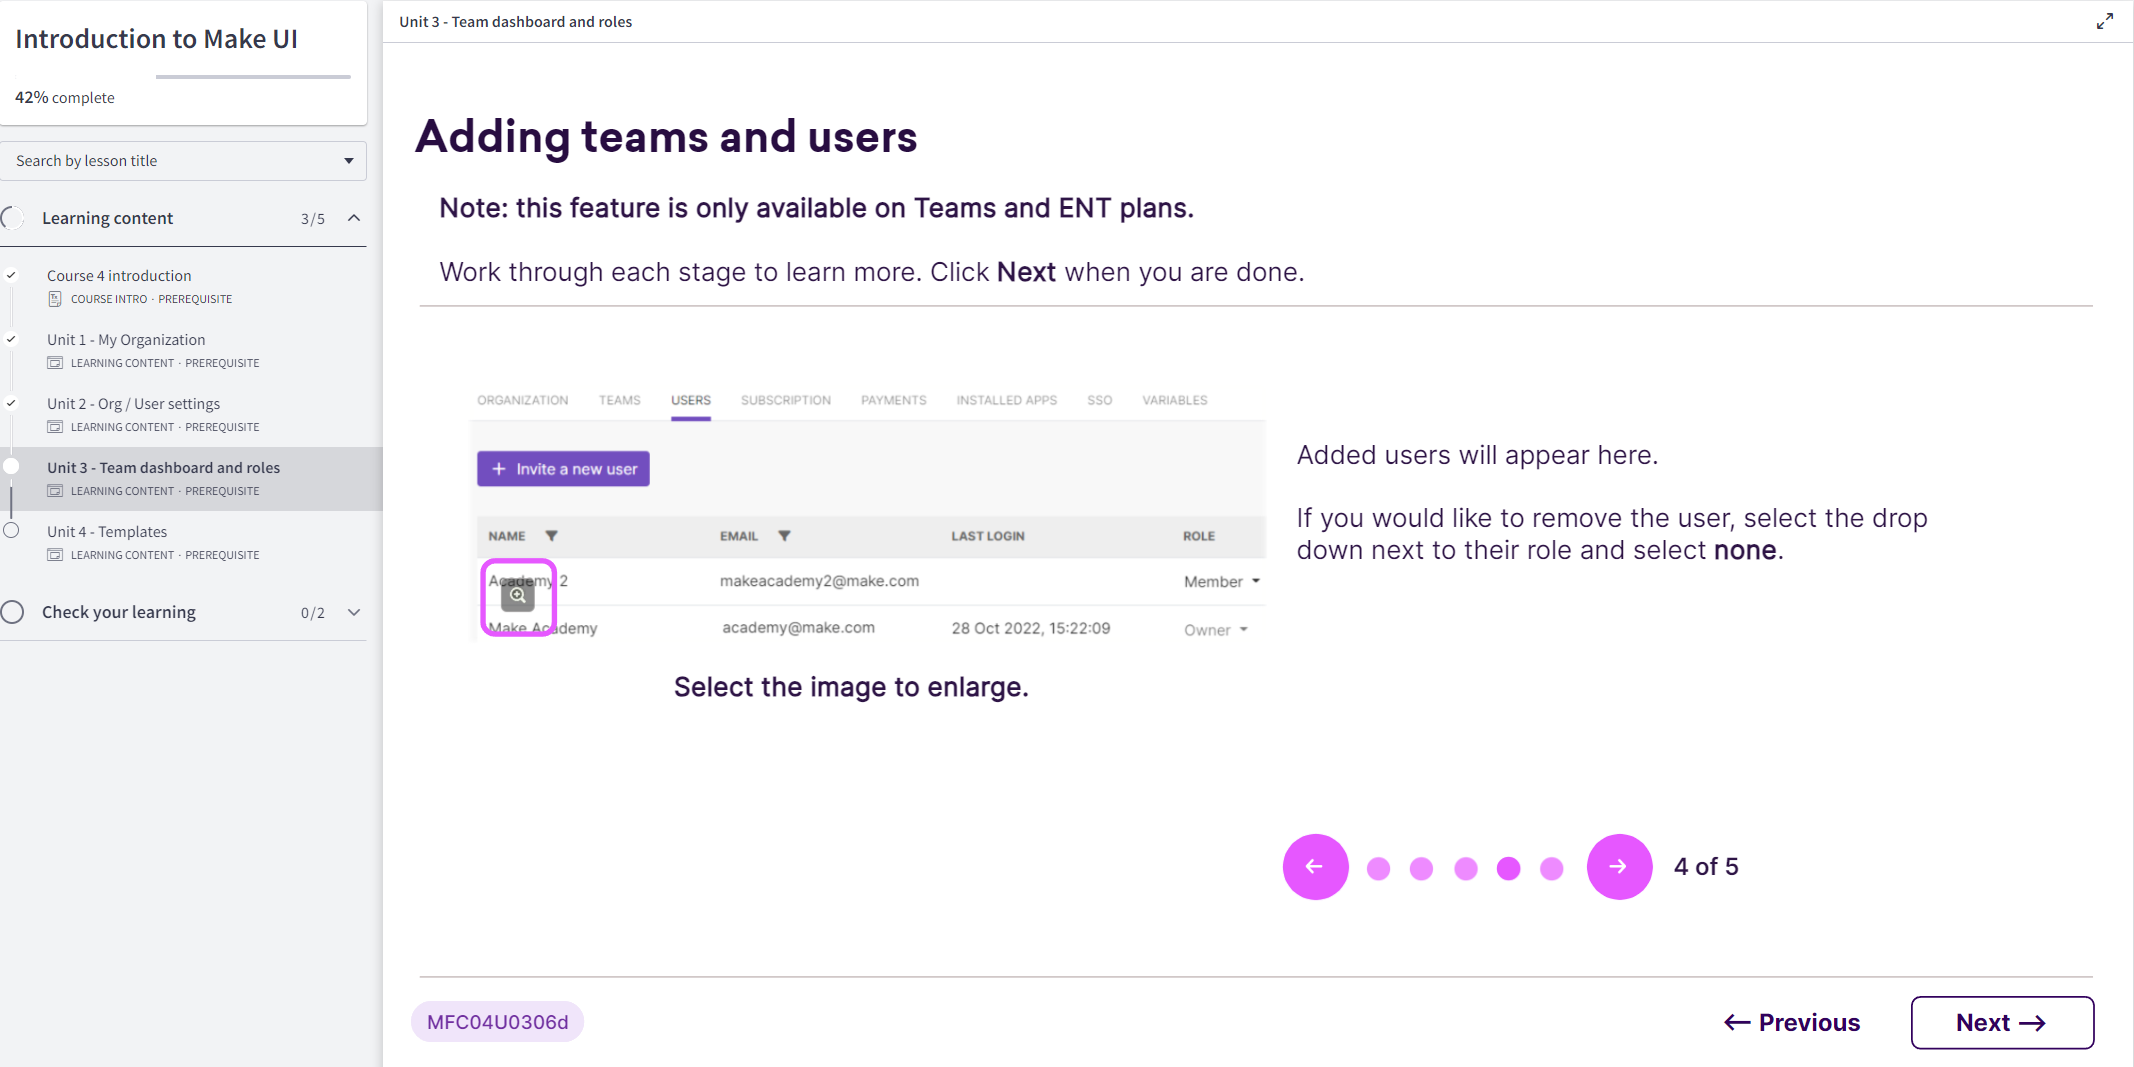 Introduction to Make UI
42% complete
Search by lesson title
Learning content 3/5
Course 4 introduction
COURSE INTRO · PREREQUISITE
Unit 1 - My Organization
LEARNING CONTENT · PREREQUISITE
Unit 2 - Org / User settings
LEARNING CONTENT · PREREQUISITE
Unit 3 - Team dashboard and roles
LEARNING CONTENT · PREREQUISITE
Unit 4 - Templates
LEARNING CONTENT · PREREQUISITE
Check your learning 0/2
Unit 3 - Team dashboard and roles
Adding teams and users
Note: this feature is only available on Teams and ENT plans.
Work through each stage to learn more. Click Next when you are done.
ORGANIZATION TEAMS USERS SUBSCRIPTION PAYMENTS INSTALLED APPS SSO VARIABLES
+ Invite a new user
NAME EMAIL LAST LOGIN ROLE
Academy 2 makeacademy2@make.com Member
Make Academy academy@make.com 28 Oct 2022, 15:22:09 Owner
Select the image to enlarge.
Added users will appear here.
If you would like to remove the user, select the drop
down next to their role and select none.
4 of 5
MFC04U0306d
← Previous
Next →